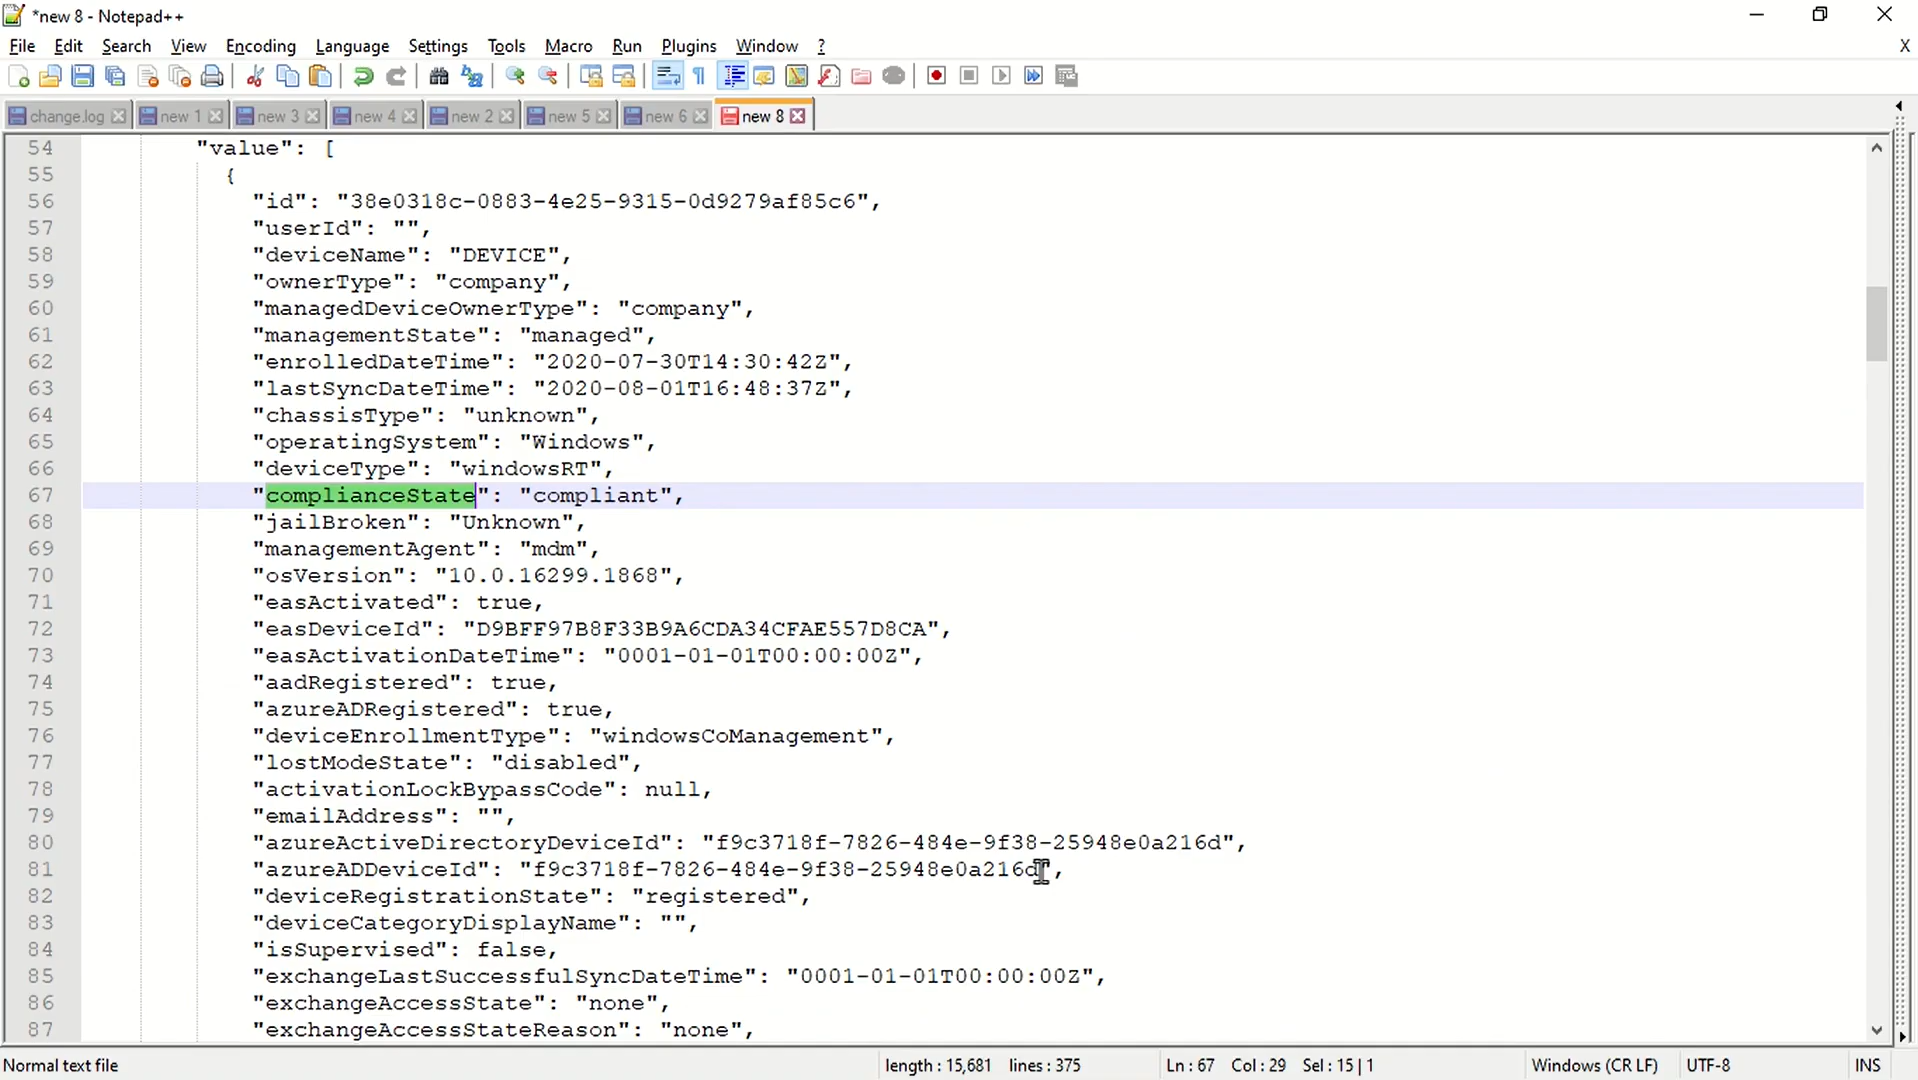 *new 8 - Notepad++
File Edit Search View Encoding Language Settings Tools Macro Run Plugins Window ? X
change.log new 1 new 3 new 4 new 2 new 5 new 6 new 8
54 "value": [
55 {
56 "id": "38e0318c-0883-4e25-9315-0d9279af85c6",
57 "userId": "",
58 "deviceName": "DEVICE",
59 "ownerType": "company",
60 "managedDeviceOwnerType": "company",
61 "managementState": "managed",
62 "enrolledDateTime": "2020-07-30T14:30:42Z",
63 "lastSyncDateTime": "2020-08-01T16:48:37Z",
64 "chassisType": "unknown",
65 "operatingSystem": "Windows",
66 "deviceType": "windowsRT",
67 "complianceState": "compliant",
68 "jailBroken": "Unknown",
69 "managementAgent": "mdm",
70 "osVersion": "10.0.16299.1868",
71 "easActivated": true,
72 "easDeviceId": "D9BFF97B8F33B9A6CDA34CFAE557D8CA",
73 "easActivationDateTime": "0001-01-01T00:00:00Z",
74 "aadRegistered": true,
75 "azureADRegistered": true,
76 "deviceEnrollmentType": "windowsCoManagement",
77 "lostModeState": "disabled",
78 "activationLockBypassCode": null,
79 "emailAddress": "",
80 "azureActiveDirectoryDeviceId": "f9c3718f-7826-484e-9f38-25948e0a216d",
81 "azureADDeviceId": "f9c3718f-7826-484e-9f38-25948e0a216d",
82 "deviceRegistrationState": "registered",
83 "deviceCategoryDisplayName": "",
84 "isSupervised": false,
85 "exchangeLastSuccessfulSyncDateTime": "0001-01-01T00:00:00Z",
86 "exchangeAccessState": "none",
87 "exchangeAccessStateReason": "none",
Normal text file length : 15,681 lines : 375 Ln : 67 Col : 29 Sel : 15 | 1 Windows (CR LF) UTF-8 INS